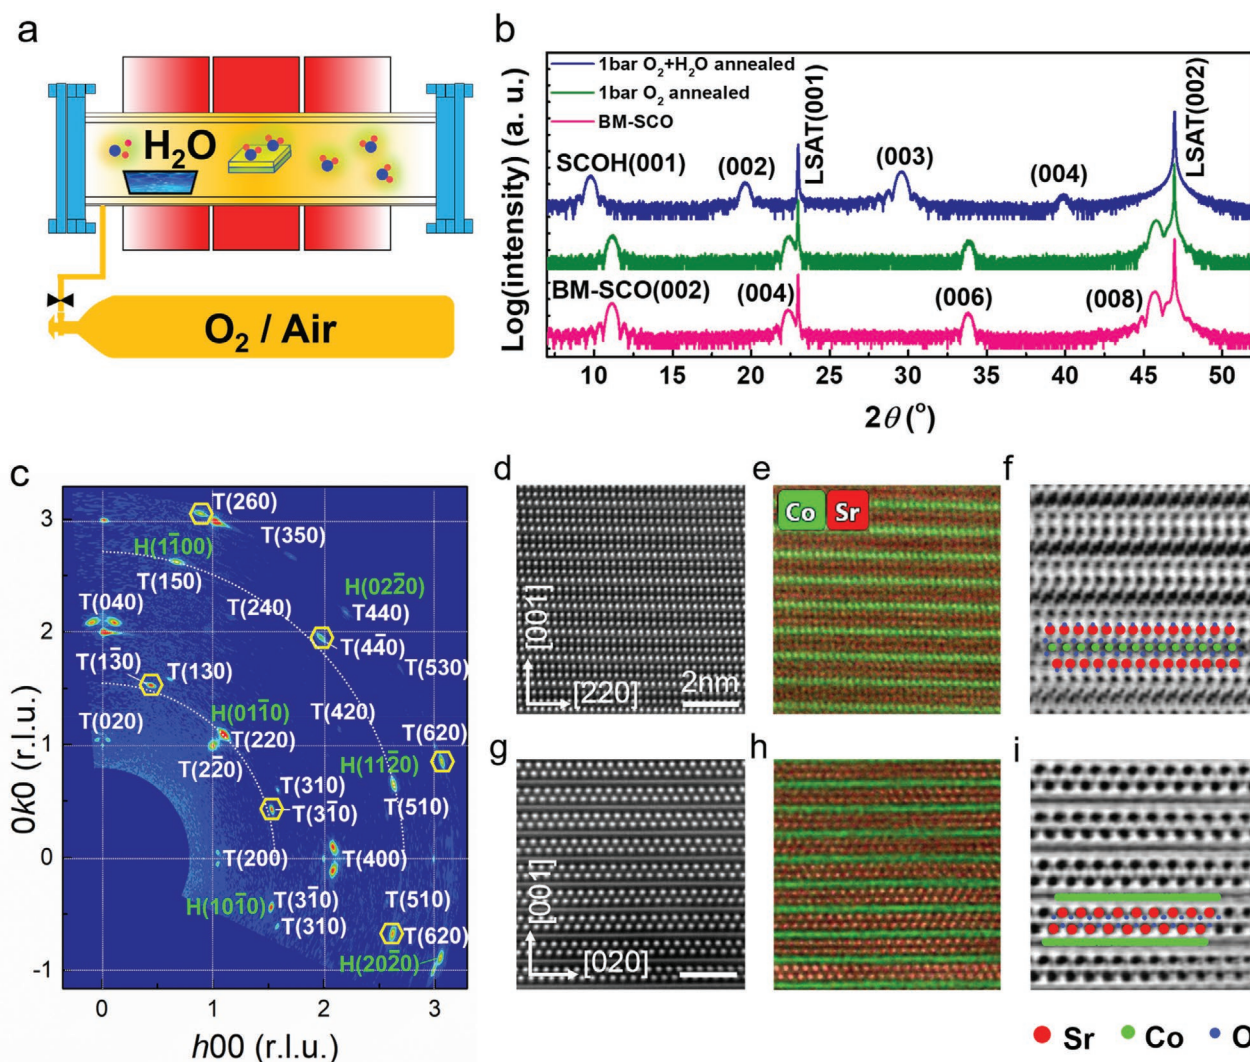 a
H₂O
O₂ / Air
b
1bar O₂+H₂O annealed
1bar O₂ annealed
BM-SCO
LSAT(001)
LSAT(002)
SCOH(001)
(002)
(003)
(004)
BM-SCO(002)
(004)
(006)
(008)
Log(intensity) (a. u.)
10 15 20 25 30 35 40 45 50
2θ (°)
c
T(260)
T(350)
H(11̄00)
T(150)
H(022̄0)
T(040)
T(240)
T(440)
T(44̄0)
T(13̄0)
T(130)
T(530)
T(020)
H(011̄0)
T(420)
T(220)
T(620)
T(22̄0)
H(112̄0)
T(310)
T(33̄0)
T(510)
T(200)
T(400)
H(101̄0)
T(33̄0)
T(510)
T(310)
T(620)
H(202̄0)
3
2
1
0
-1
0k0 (r.l.u.)
0 1 2 3
h00 (r.l.u.)
d
[001]
[220]
2nm
e
Co Sr
f
g
[001]
[020]
h
i
Sr Co O